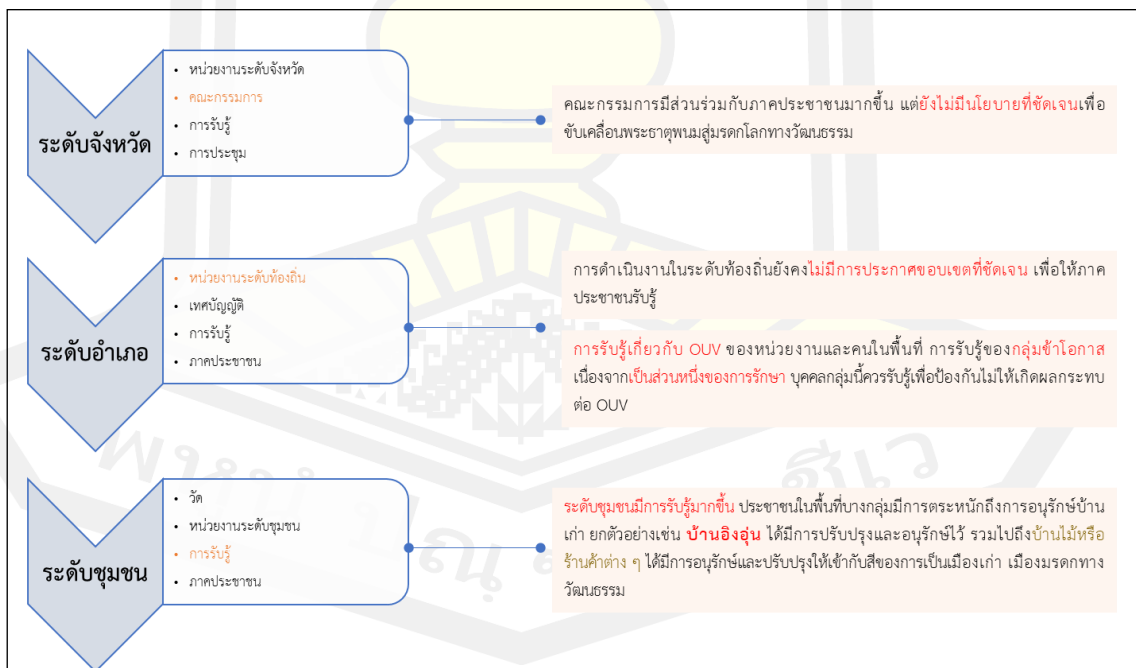 ระดับจังหวัด
• หน่วยงานระดับจังหวัด
• คณะกรรมการ
• การรับรู้
• การประชุม
คณะกรรมการมีส่วนร่วมกับภาคประชาชนมากขึ้น แต่ยังไม่มีนโยบายที่ชัดเจนเพื่อ
ขับเคลื่อนพระธาตุพนมสู่มรดกโลกทางวัฒนธรรม
ระดับอำเภอ
• หน่วยงานระดับท้องถิ่น
• เทศบัญญัติ
• การรับรู้
• ภาคประชาชน
การดำเนินงานในระดับท้องถิ่นยังคงไม่มีการประกาศขอบเขตที่ชัดเจน เพื่อให้ภาค
ประชาชนรับรู้
การรับรู้เกี่ยวกับ OUV ของหน่วยงานและคนในพื้นที่ การรับรู้ของกลุ่มข้าโอกาส
เนื่องจากเป็นส่วนหนึ่งของการรักษา บุคคลกลุ่มนี้ควรรับรู้เพื่อป้องกันไม่ให้เกิดผลกระทบ
ต่อ OUV
ระดับชุมชน
• วัด
• หน่วยงานระดับชุมชน
• การรับรู้
• ภาคประชาชน
ระดับชุมชนมีการรับรู้มากขึ้น ประชาชนในพื้นที่บางกลุ่มมีการตระหนักถึงการอนุรักษ์บ้าน
เก่า ยกตัวอย่างเช่น บ้านอิงอุ่น ได้มีการปรับปรุงและอนุรักษ์ไว้ รวมไปถึงบ้านไม้หรือ
ร้านค้าต่าง ๆ ได้มีการอนุรักษ์และปรับปรุงให้เข้ากับสีของการเป็นเมืองเก่า เมืองมรดกทาง
วัฒนธรรม
พหูนํ ปณฺ
ชีเว